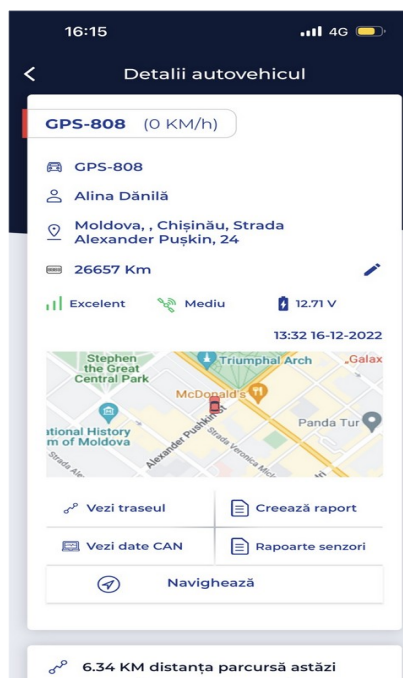 16:15 4G
Detalii autovehicul
GPS-808 (0 KM/h)
GPS-808
Alina Dănilă
Moldova, , Chișinău, Strada
Alexander Pușkin, 24
26657 Km
Excelent Mediu 12.71 V
13:32 16-12-2022
Stephen
the Great
Central Park
Triumphal Arch
Galax
McDonald's
ational History
m of Moldova
Panda Tur
Alexander Pushkin St
Strada Veronica Micl
Strada Ale
Vezi traseul
Creează raport
Vezi date CAN
Rapoarte senzori
Navighează
6.34 KM distanța parcursă astăzi